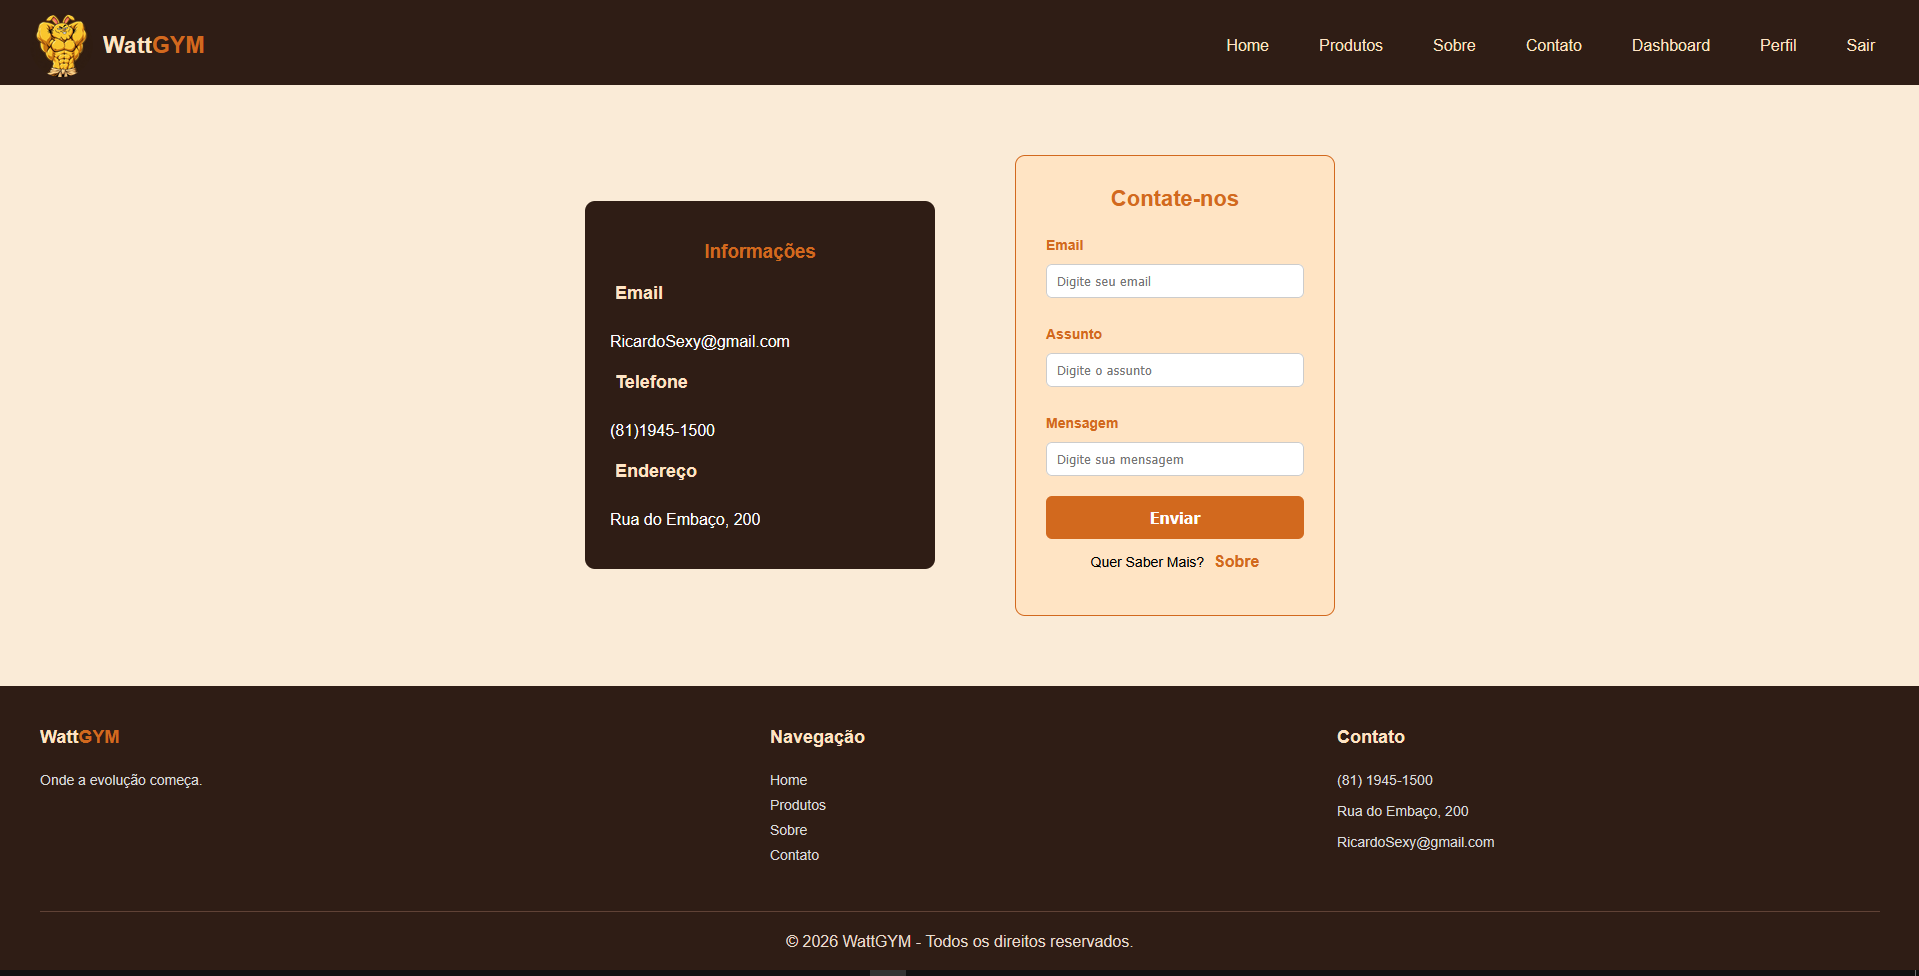 WattGYM
Home Produtos Sobre Contato Dashboard Perfil Sair
Informações
Email
RicardoSexy@gmail.com
Telefone
(81)1945-1500
Endereço
Rua do Embaço, 200
Contate-nos
Email
Digite seu email
Assunto
Digite o assunto
Mensagem
Digite sua mensagem
Enviar
Quer Saber Mais? Sobre
WattGYM
Onde a evolução começa.
Navegação
Home
Produtos
Sobre
Contato
Contato
(81) 1945-1500
Rua do Embaço, 200
RicardoSexy@gmail.com
© 2026 WattGYM - Todos os direitos reservados.